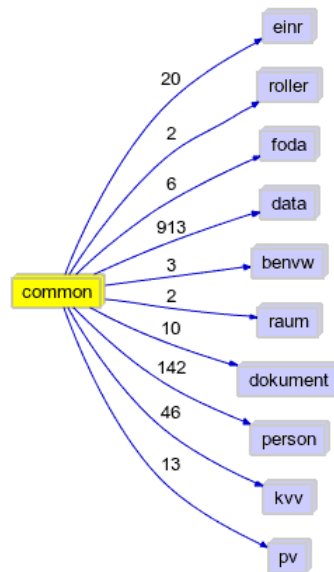 einr
20
roller
2
foda
6
data
913
benvw
3
common
2
raum
10
dokument
142
person
46
kvv
13
pv